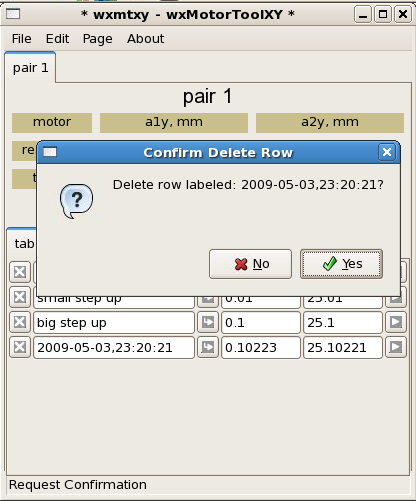 * wxmtxy - wxMotorToolXY *
File Edit Page About
pair 1
pair 1
motor a1y, mm a2y, mm
re
Confirm Delete Row
Delete row labeled: 2009-05-03,23:20:21?
No Yes
t
tab
small step up 0.01 25.01
big step up 0.1 25.1
2009-05-03,23:20:21 0.10223 25.10221
Request Confirmation